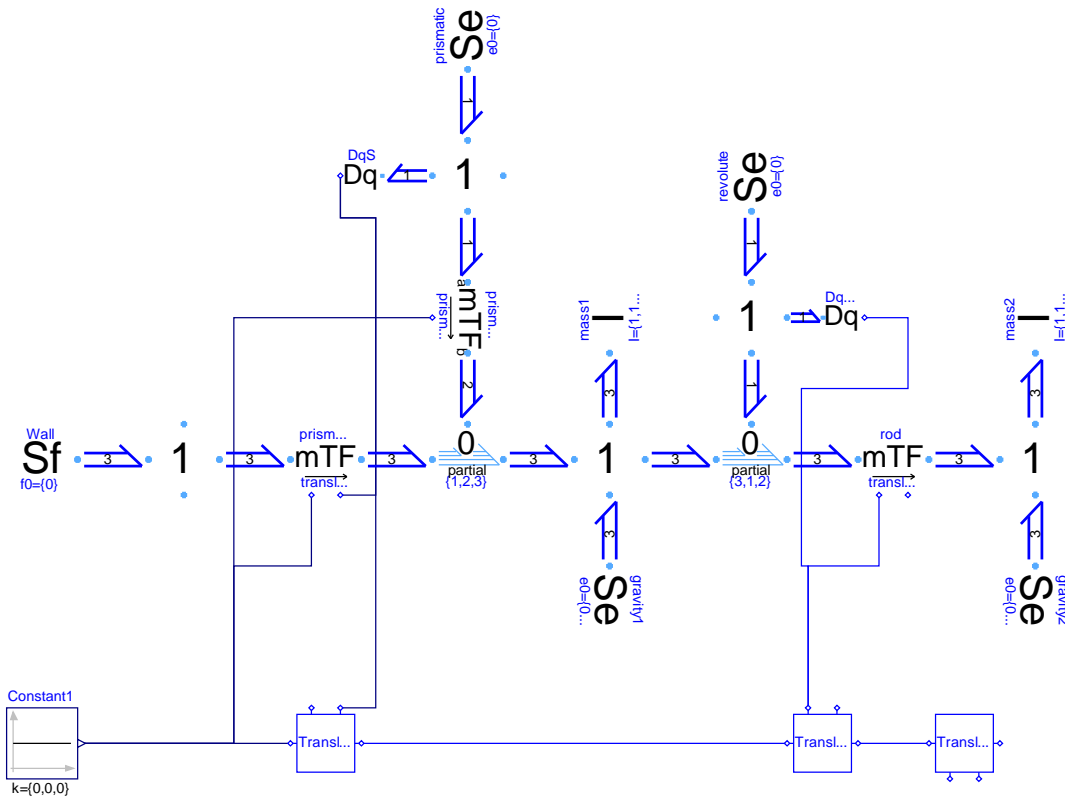 prismatic
Se
e0={0}
1
DqS
Dq
1
1
revolute
Se
e0={0}
1
1
a
mTF
b
prism...
prism...
mass1
I
I={1,1...
...
1
1
Dq...
Dq
mass2
I
I={1,1...
...
2
3
1
3
Wall
Sf
f0={0}
3
1
3
prism...
mTF
transl...
3
0
partial
{1,2,3}
3
1
3
0
partial
{3,1,2}
3
rod
mTF
transl...
3
1
3
3
Se
e0={0...
gravity1
Se
e0={0...
gravity2
Constant1
k={0,0,0}
Transl...
Transl...
Transl...